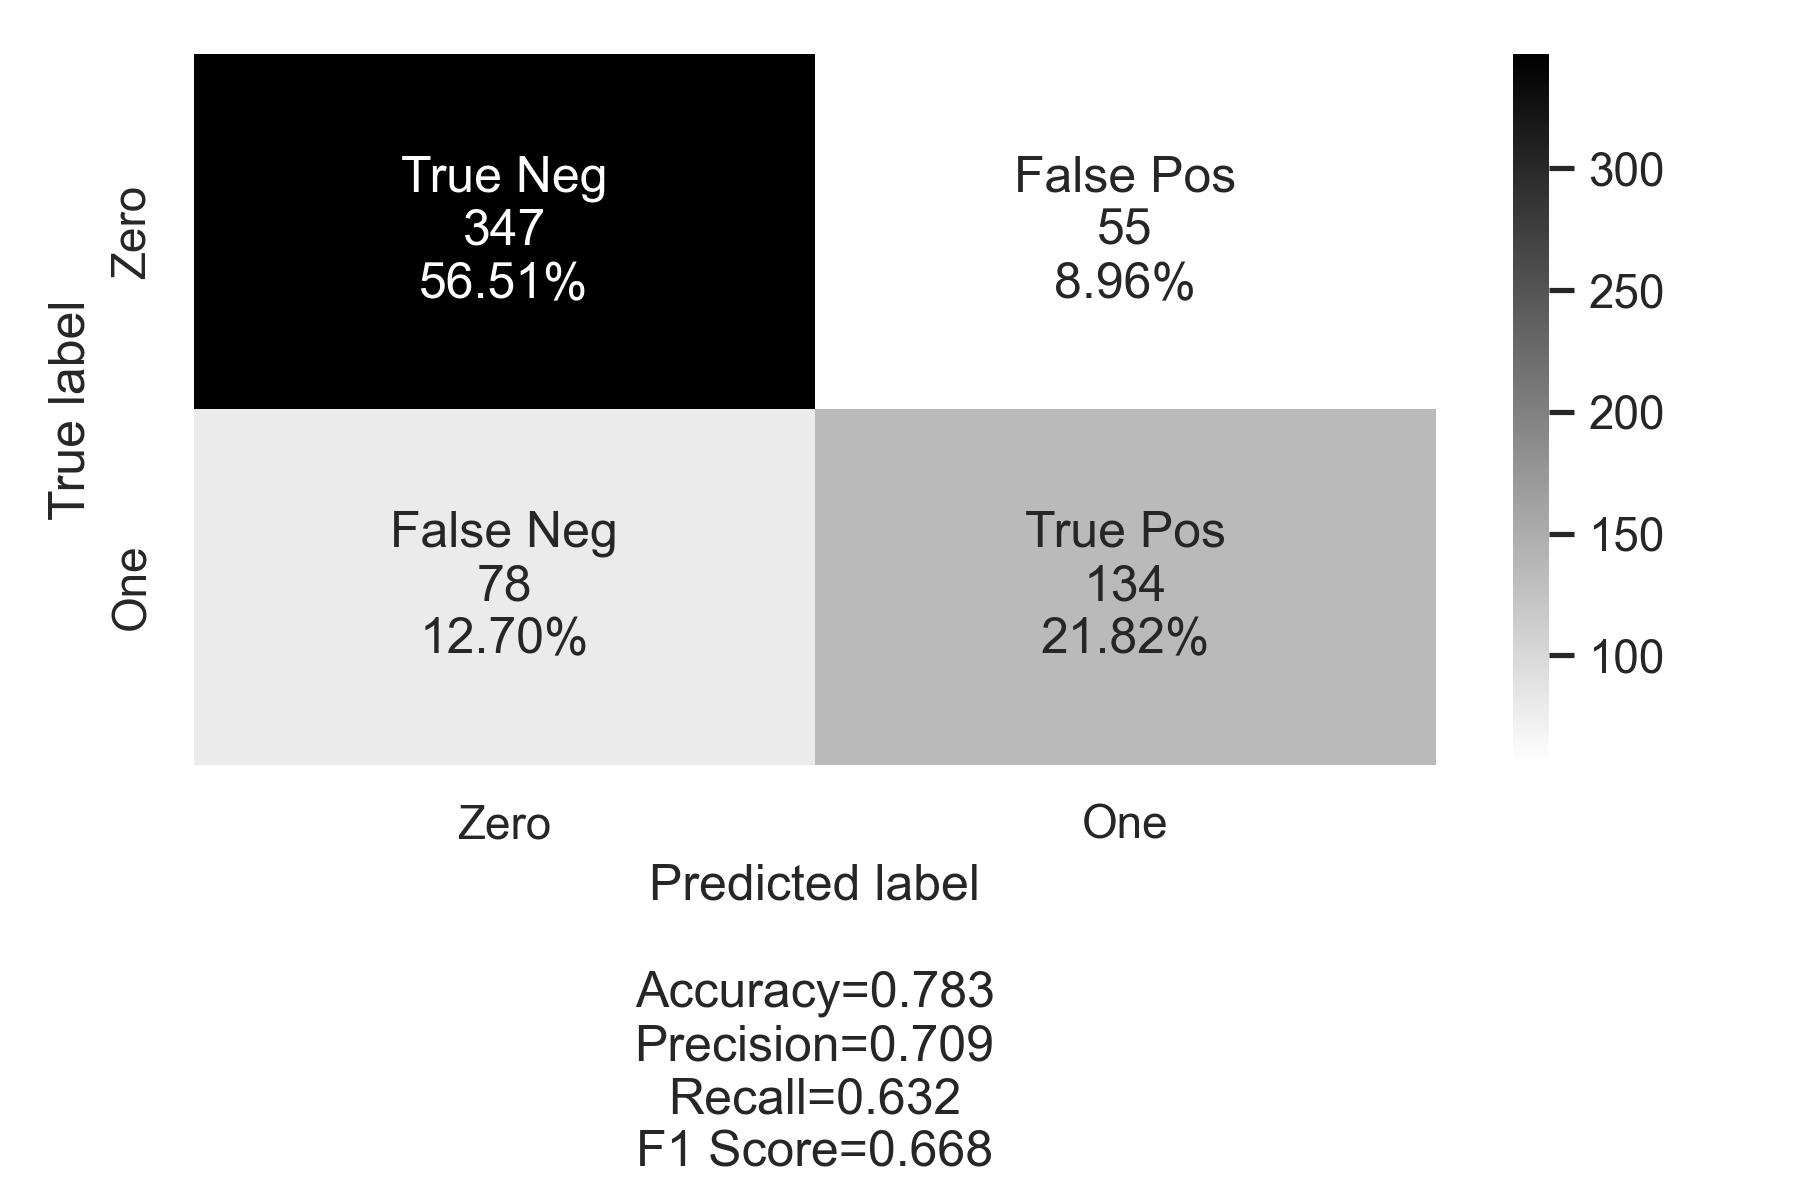 True label
Zero
One
True Neg
347
56.51%
False Pos
55
8.96%
False Neg
78
12.70%
True Pos
134
21.82%
300
250
200
150
100
Zero
One
Predicted label
Accuracy=0.783
Precision=0.709
Recall=0.632
F1 Score=0.668